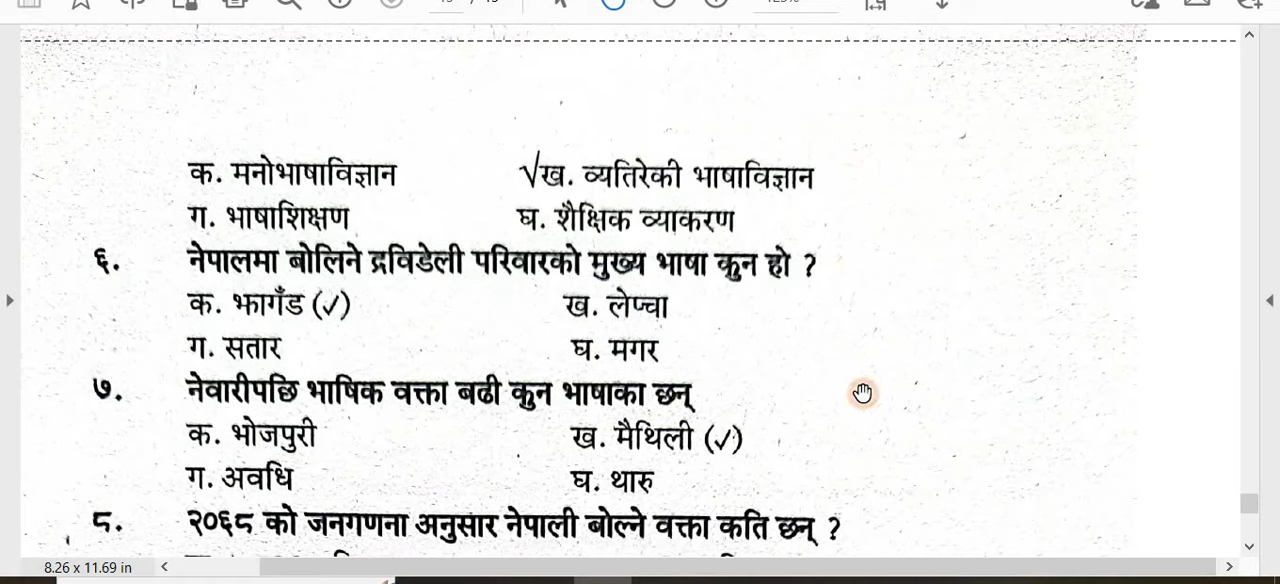 क. मनोभाषाविज्ञान √ख. व्यतिरेकी भाषाविज्ञान
ग. भाषाशिक्षण घ. शैक्षिक व्याकरण
६. नेपालमा बोलिने द्रविडेली परिवारको मुख्य भाषा कुन हो ?
क. झागँड (✓) ख. लेप्चा
ग. सतार घ. मगर
७. नेवारीपछि भाषिक वक्ता बढी कुन भाषाका छन्
क. भोजपुरी ख. मैथिली (✓)
ग. अवधि घ. थारु
८. २०६८ को जनगणना अनुसार नेपाली बोल्ने वक्ता कति छन् ?
8.26 x 11.69 in